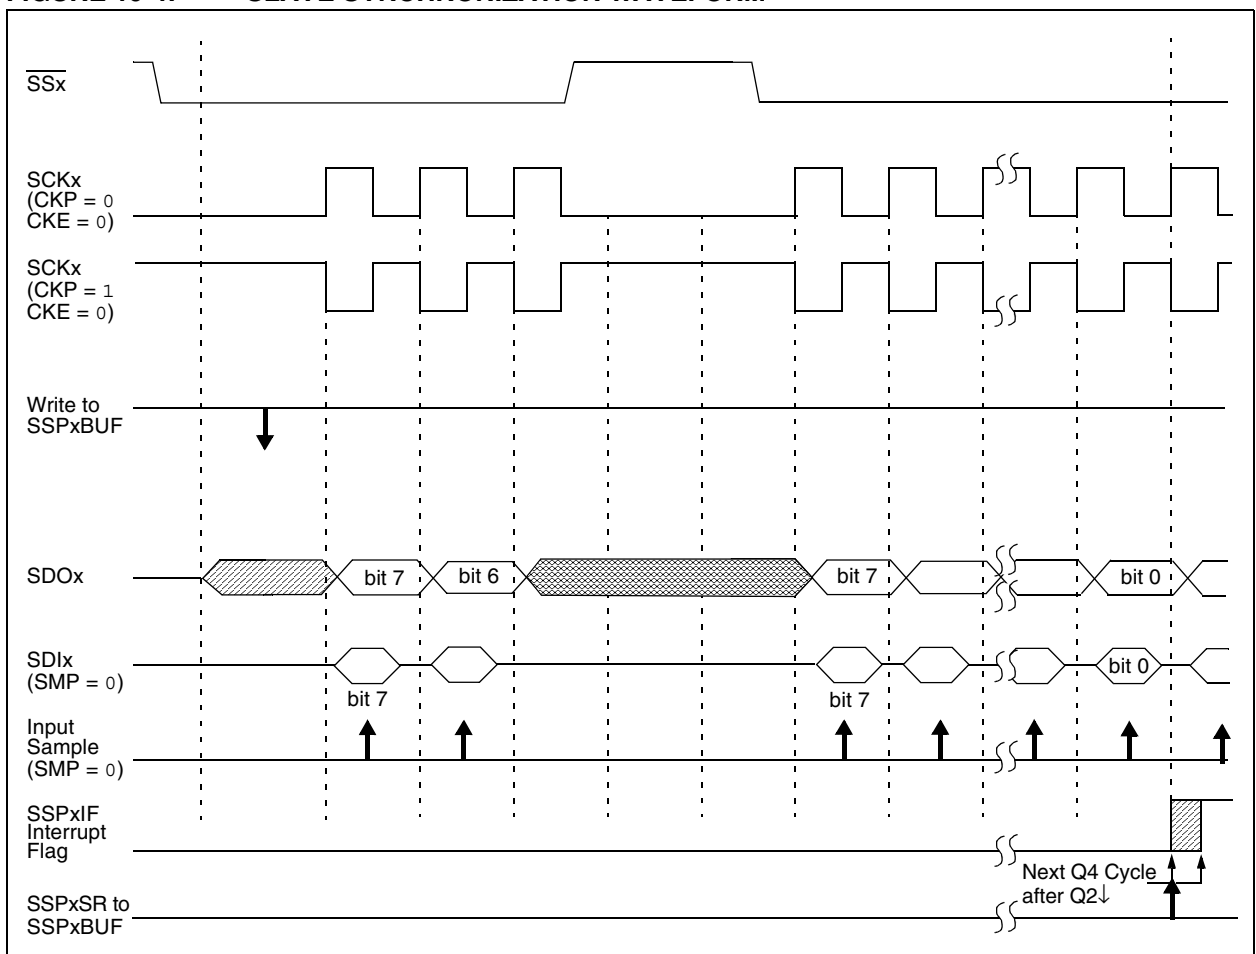 SSx
SCKx
(CKP = 0
CKE = 0)
SCKx
(CKP = 1
CKE = 0)
Write to
SSPxBUF
SDOx
bit 7
bit 6
bit 7
bit 0
SDIx
(SMP = 0)
bit 0
bit 7
bit 7
Input
Sample
(SMP = 0)
SSPxIF
Interrupt
Flag
Next Q4 Cycle
after Q2↓
SSPxSR to
SSPxBUF